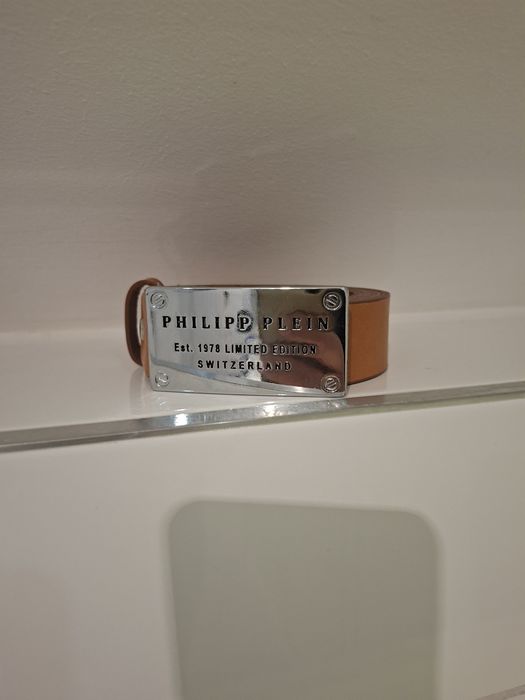 PHILIPP PLEIN
Est. 1978 LIMITED EDITION
SWITZERLAND